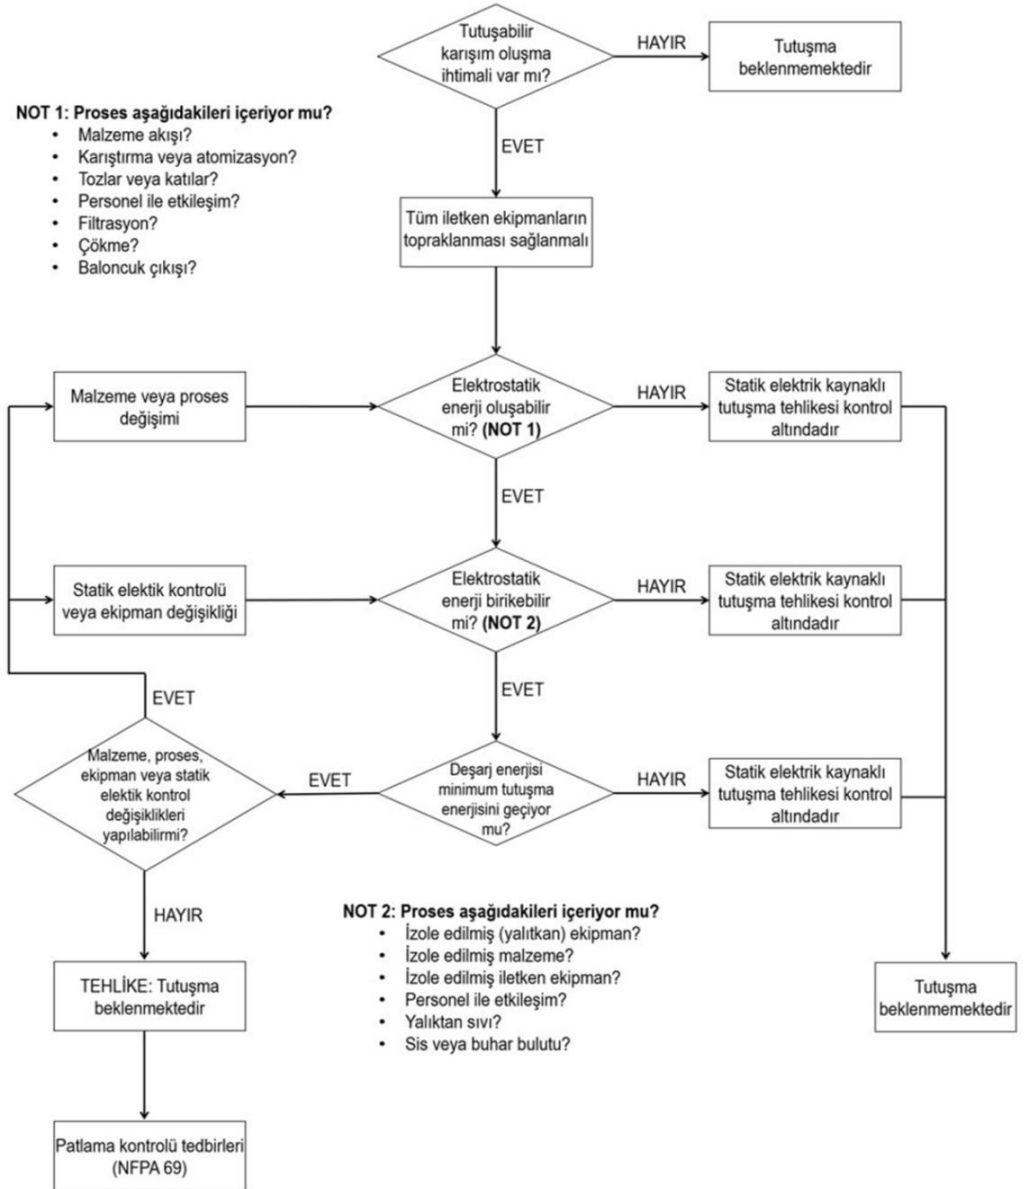 Tutuşabilir
karışım oluşma
ihtimali var mı?
HAYIR
Tutuşma
beklenmemektedir
NOT 1: Proses aşağıdakileri içeriyor mu?
• Malzeme akışı?
• Karıştırma veya atomizasyon?
• Tozlar veya katılar?
• Personel ile etkileşim?
• Filtrasyon?
• Çökme?
• Baloncuk çıkışı?
EVET
Tüm iletken ekipmanların
topraklanması sağlanmalı
Malzeme veya proses
değişimi
Elektrostatik
enerji oluşabilir
mi? (NOT 1)
HAYIR
Statik elektrik kaynaklı
tutuşma tehlikesi kontrol
altındadır
EVET
Statik elektik kontrolü
veya ekipman değişikliği
Elektrostatik
enerji birikebilir
mi? (NOT 2)
HAYIR
Statik elektrik kaynaklı
tutuşma tehlikesi kontrol
altındadır
EVET
EVET
Malzeme, proses,
ekipman veya statik
elektik kontrol
değişiklikleri
yapılabilirmi?
EVET
Deşarj enerjisi
minimum tutuşma
enerjisini geçiyor
mu?
HAYIR
Statik elektrik kaynaklı
tutuşma tehlikesi kontrol
altındadır
HAYIR
NOT 2: Proses aşağıdakileri içeriyor mu?
• İzole edilmiş (yalıtkan) ekipman?
• İzole edilmiş malzeme?
• İzole edilmiş iletken ekipman?
• Personel ile etkileşim?
• Yalıktan sıvı?
• Sis veya buhar bulutu?
TEHLİKE: Tutuşma
beklenmektedir
Tutuşma
beklenmemektedir
Patlama kontrolü tedbirleri
(NFPA 69)